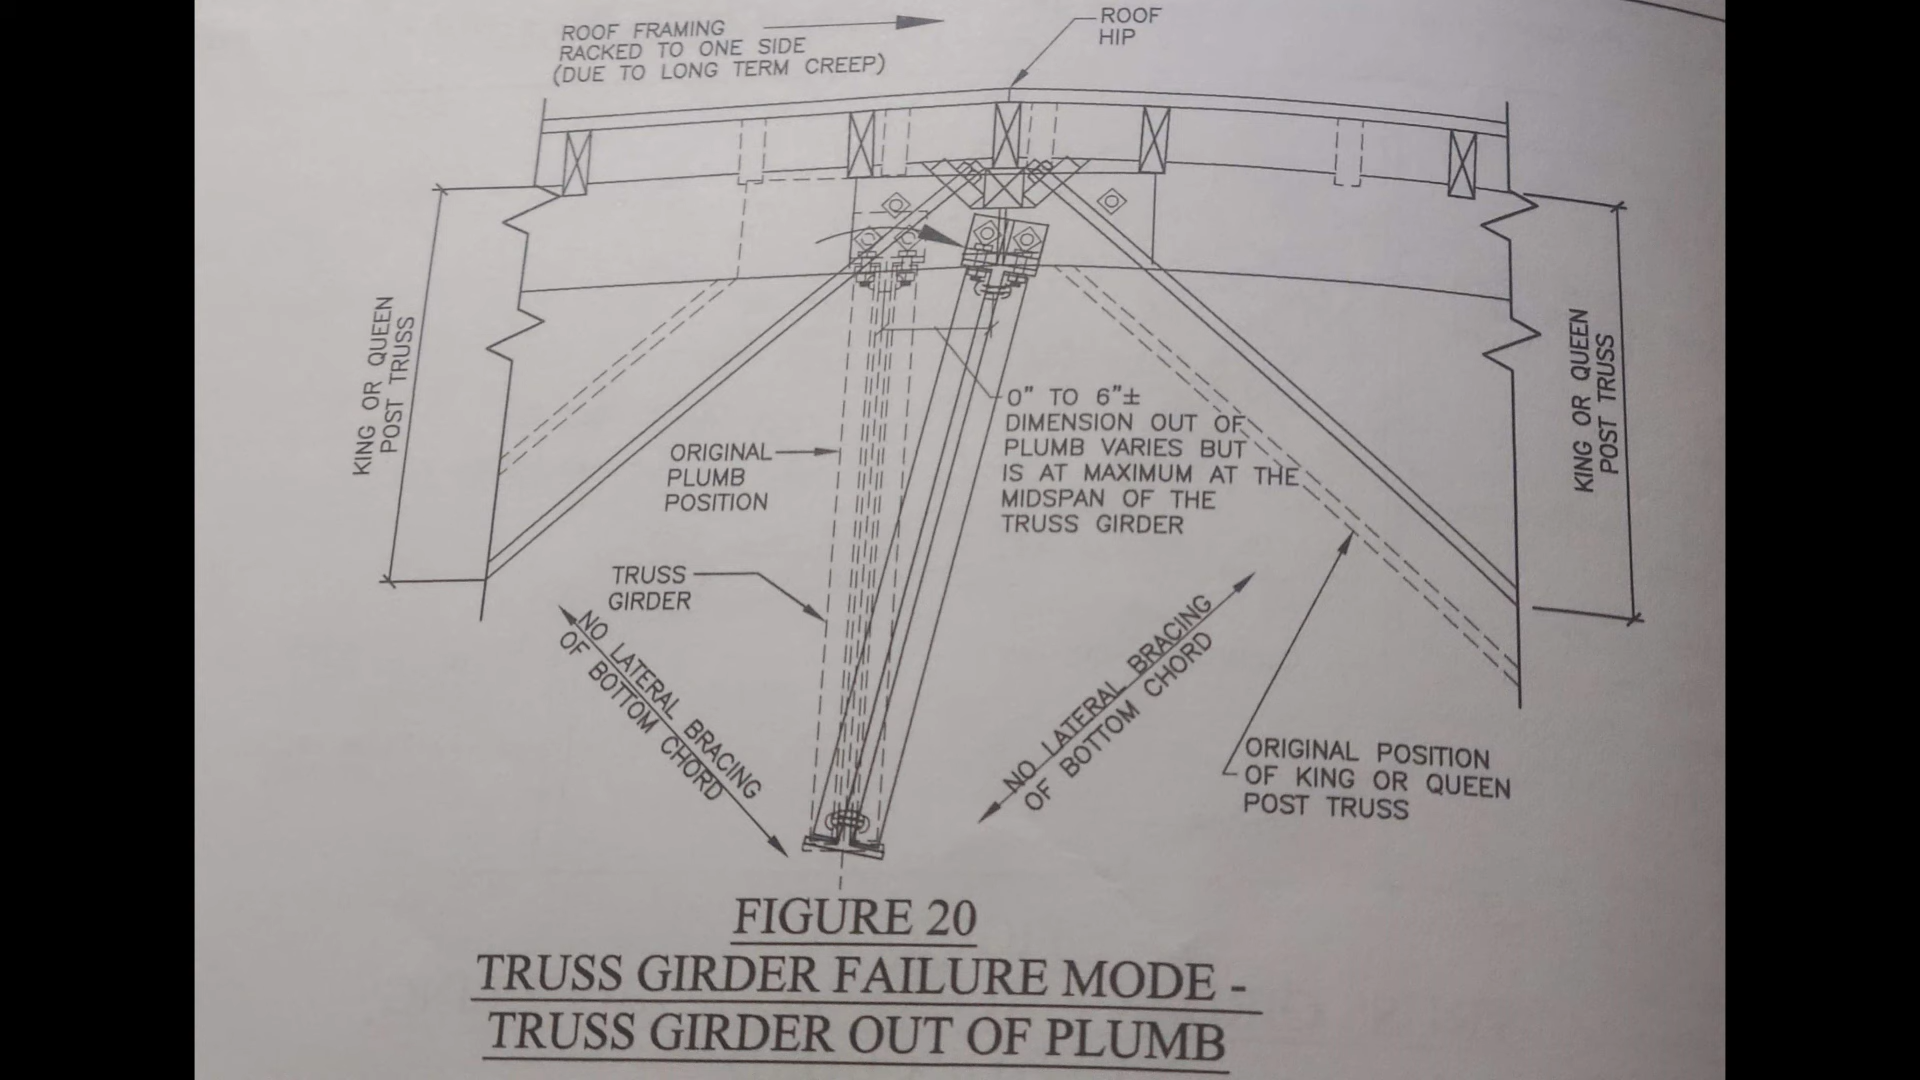 ROOF FRAMING
RACKED TO ONE SIDE
(DUE TO LONG TERM CREEP)
ROOF
HIP
KING OR QUEEN
POST TRUSS
KING OR QUEEN
POST TRUSS
0" TO 6"±
DIMENSION OUT OF
PLUMB VARIES BUT
IS AT MAXIMUM AT THE
MIDSPAN OF THE
TRUSS GIRDER
ORIGINAL
PLUMB
POSITION
TRUSS
GIRDER
NO LATERAL BRACING
OF BOTTOM CHORD
NO LATERAL BRACING
OF BOTTOM CHORD
ORIGINAL POSITION
OF KING OR QUEEN
POST TRUSS
FIGURE 20
TRUSS GIRDER FAILURE MODE -
TRUSS GIRDER OUT OF PLUMB